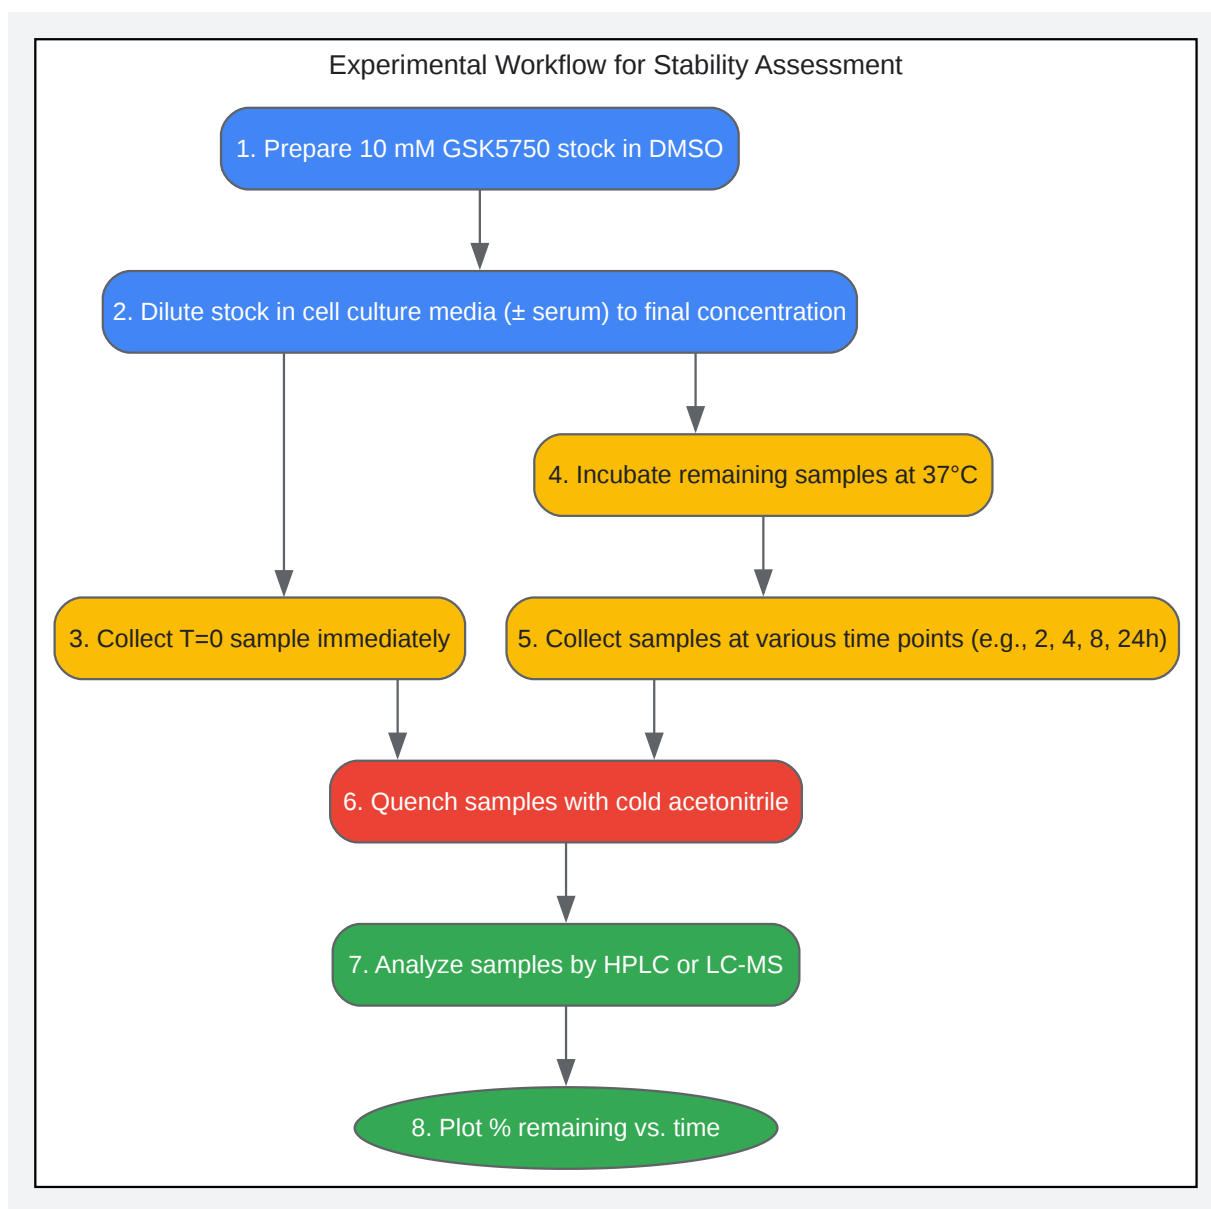 Experimental Workflow for Stability Assessment
1. Prepare 10 mM GSK5750 stock in DMSO
2. Dilute stock in cell culture media (± serum) to final concentration
4. Incubate remaining samples at 37°C
3. Collect T=0 sample immediately
5. Collect samples at various time points (e.g., 2, 4, 8, 24h)
6. Quench samples with cold acetonitrile
7. Analyze samples by HPLC or LC-MS
8. Plot % remaining vs. time